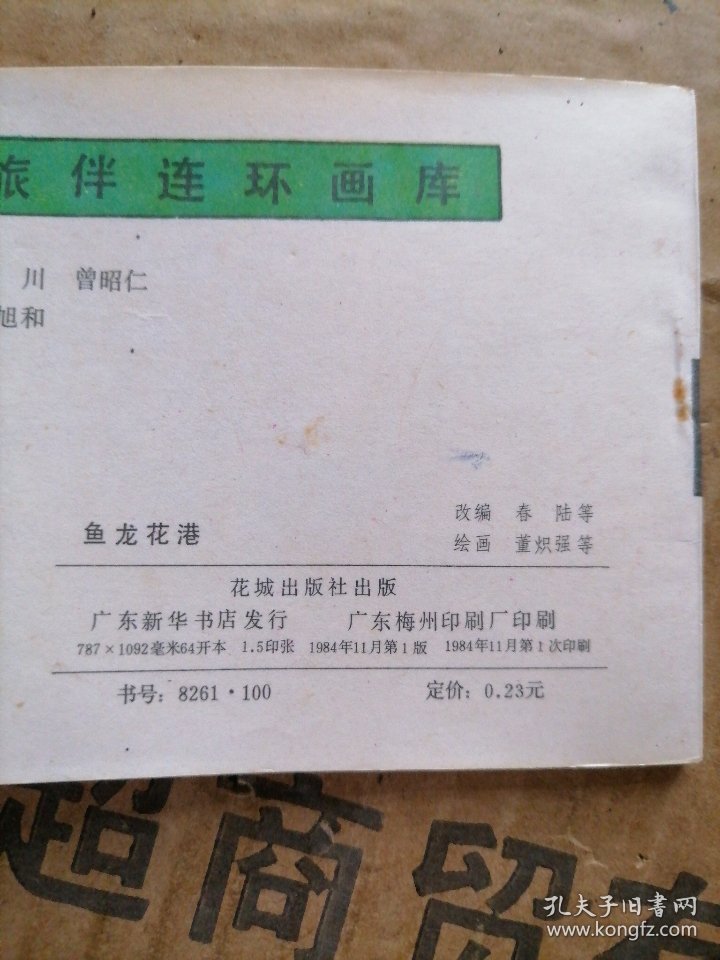 旅伴连环画库
川 曾昭仁
旭和
鱼龙花港
改编 春 陆等
绘画 董炽强等
花城出版社出版
广东新华书店发行 广东梅州印刷厂印刷
787×1092毫米64开本 1.5印张 1984年11月第1版 1984年11月第1次印刷
书号：8261·100 定价：0.23元
超商留有
孔夫子旧书网
www.kongfz.com